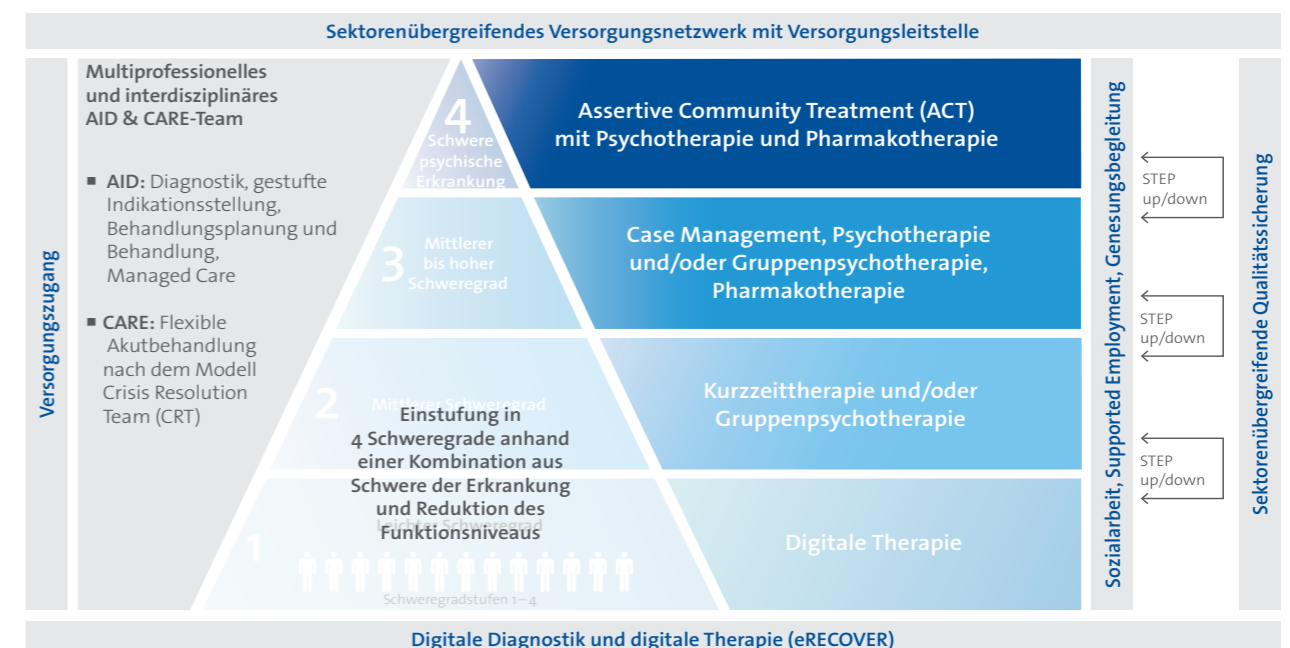 Sektorenübergreifendes Versorgungsnetzwerk mit Versorgungsleitstelle
Versorgungszugang
Multiprofessionelles
und interdisziplinäres
AID & CARE-Team
▪ AID: Diagnostik, gestufte
Indikationsstellung,
Behandlungsplanung und
Behandlung,
Managed Care
▪ CARE: Flexible
Akutbehandlung
nach dem Modell
Crisis Resolution
Team (CRT)
4
Schwere
psychische
Erkrankung
Assertive Community Treatment (ACT)
mit Psychotherapie und Pharmakotherapie
3
Mittlerer
bis hoher
Schweregrad
Case Management, Psychotherapie
und/oder Gruppenpsychotherapie,
Pharmakotherapie
2
Mittlerer Schweregrad
Kurzzeittherapie und/oder
Gruppenpsychotherapie
Einstufung in
4 Schweregrade anhand
einer Kombination aus
Schwere der Erkrankung
und Reduktion des
Funktionsniveaus
1
Leichter Schweregrad
Schweregradstufen 1–4
Digitale Therapie
Sozialarbeit, Supported Employment, Genesungsbegleitung
STEP
up/down
STEP
up/down
STEP
up/down
Sektorenübergreifende Qualitätssicherung
Digitale Diagnostik und digitale Therapie (eRECOVER)